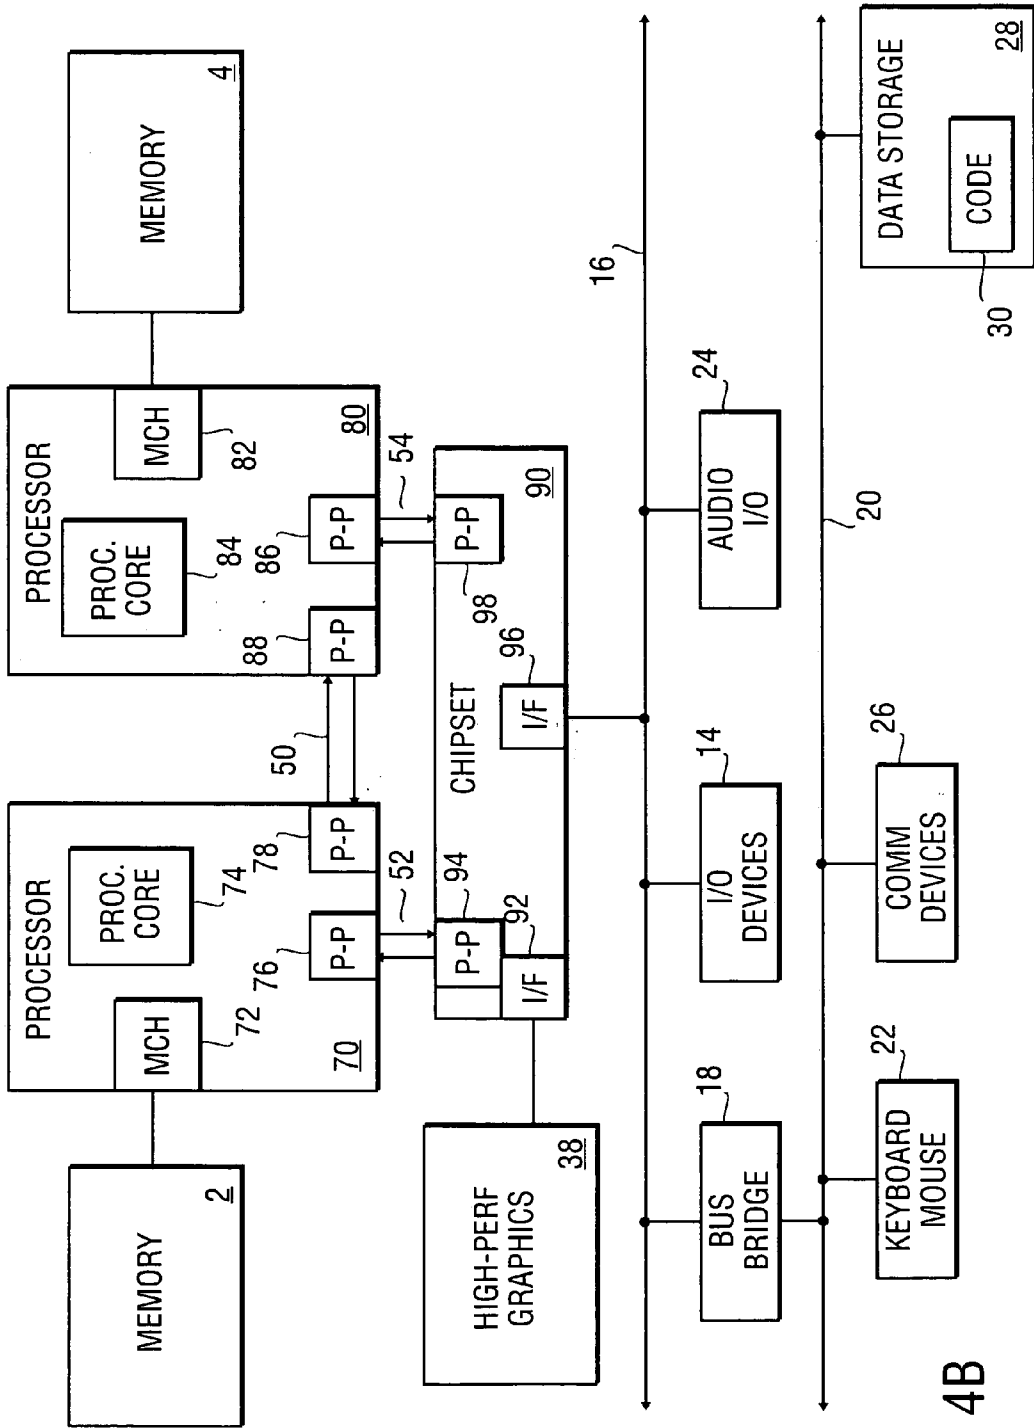 PROCESSOR
PROCESSOR
MEMORY
2
MCH
72
PROC.
CORE
74
70
76
P-P
78
P-P
50
88
P-P
86
P-P
PROC.
CORE
84
MCH
82
80
MEMORY
4
52
54
HIGH-PERF
GRAPHICS
38
94
P-P
92
I/F
CHIPSET
I/F
96
P-P
98
90
16
BUS
BRIDGE
18
I/O
DEVICES
14
AUDIO
I/O
24
20
KEYBOARD
MOUSE
22
COMM
DEVICES
26
DATA STORAGE
CODE
30
28
4B